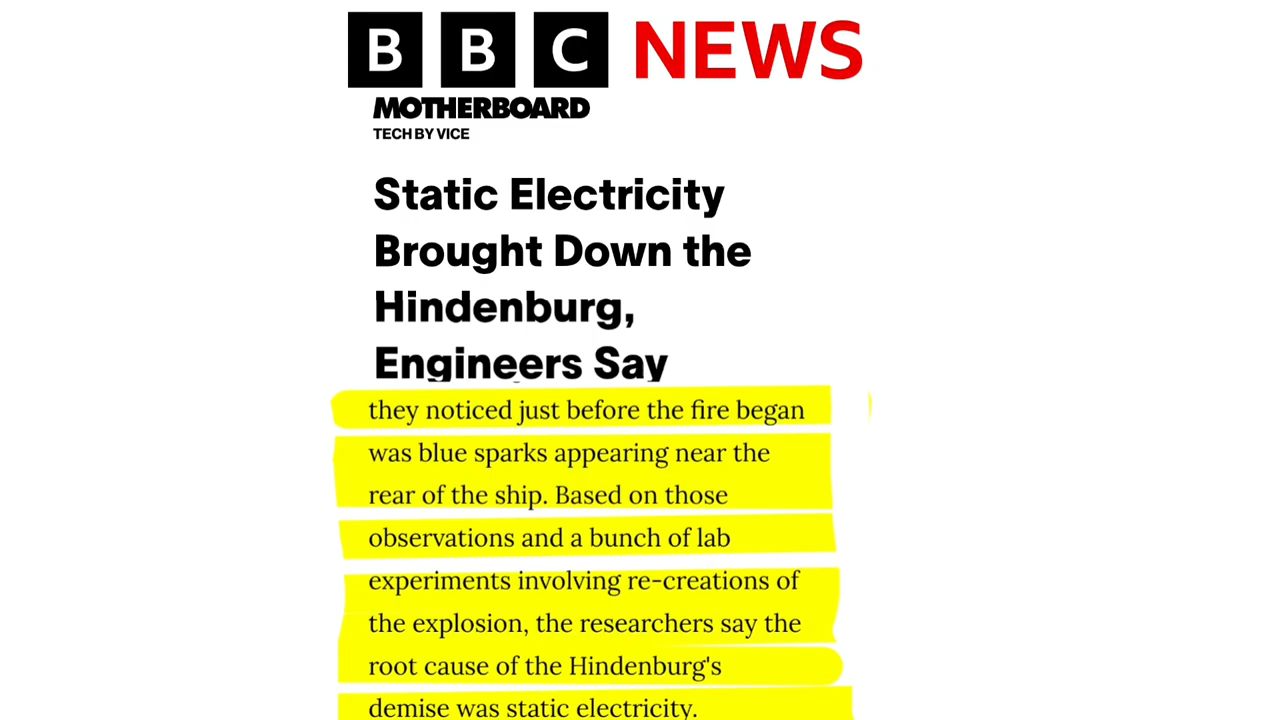 BBC NEWS
MOTHERBOARD
TECH BY VICE
Static Electricity
Brought Down the
Hindenburg,
Engineers Say
they noticed just before the fire began
was blue sparks appearing near the
rear of the ship. Based on those
observations and a bunch of lab
experiments involving re-creations of
the explosion, the researchers say the
root cause of the Hindenburg's
demise was static electricity.